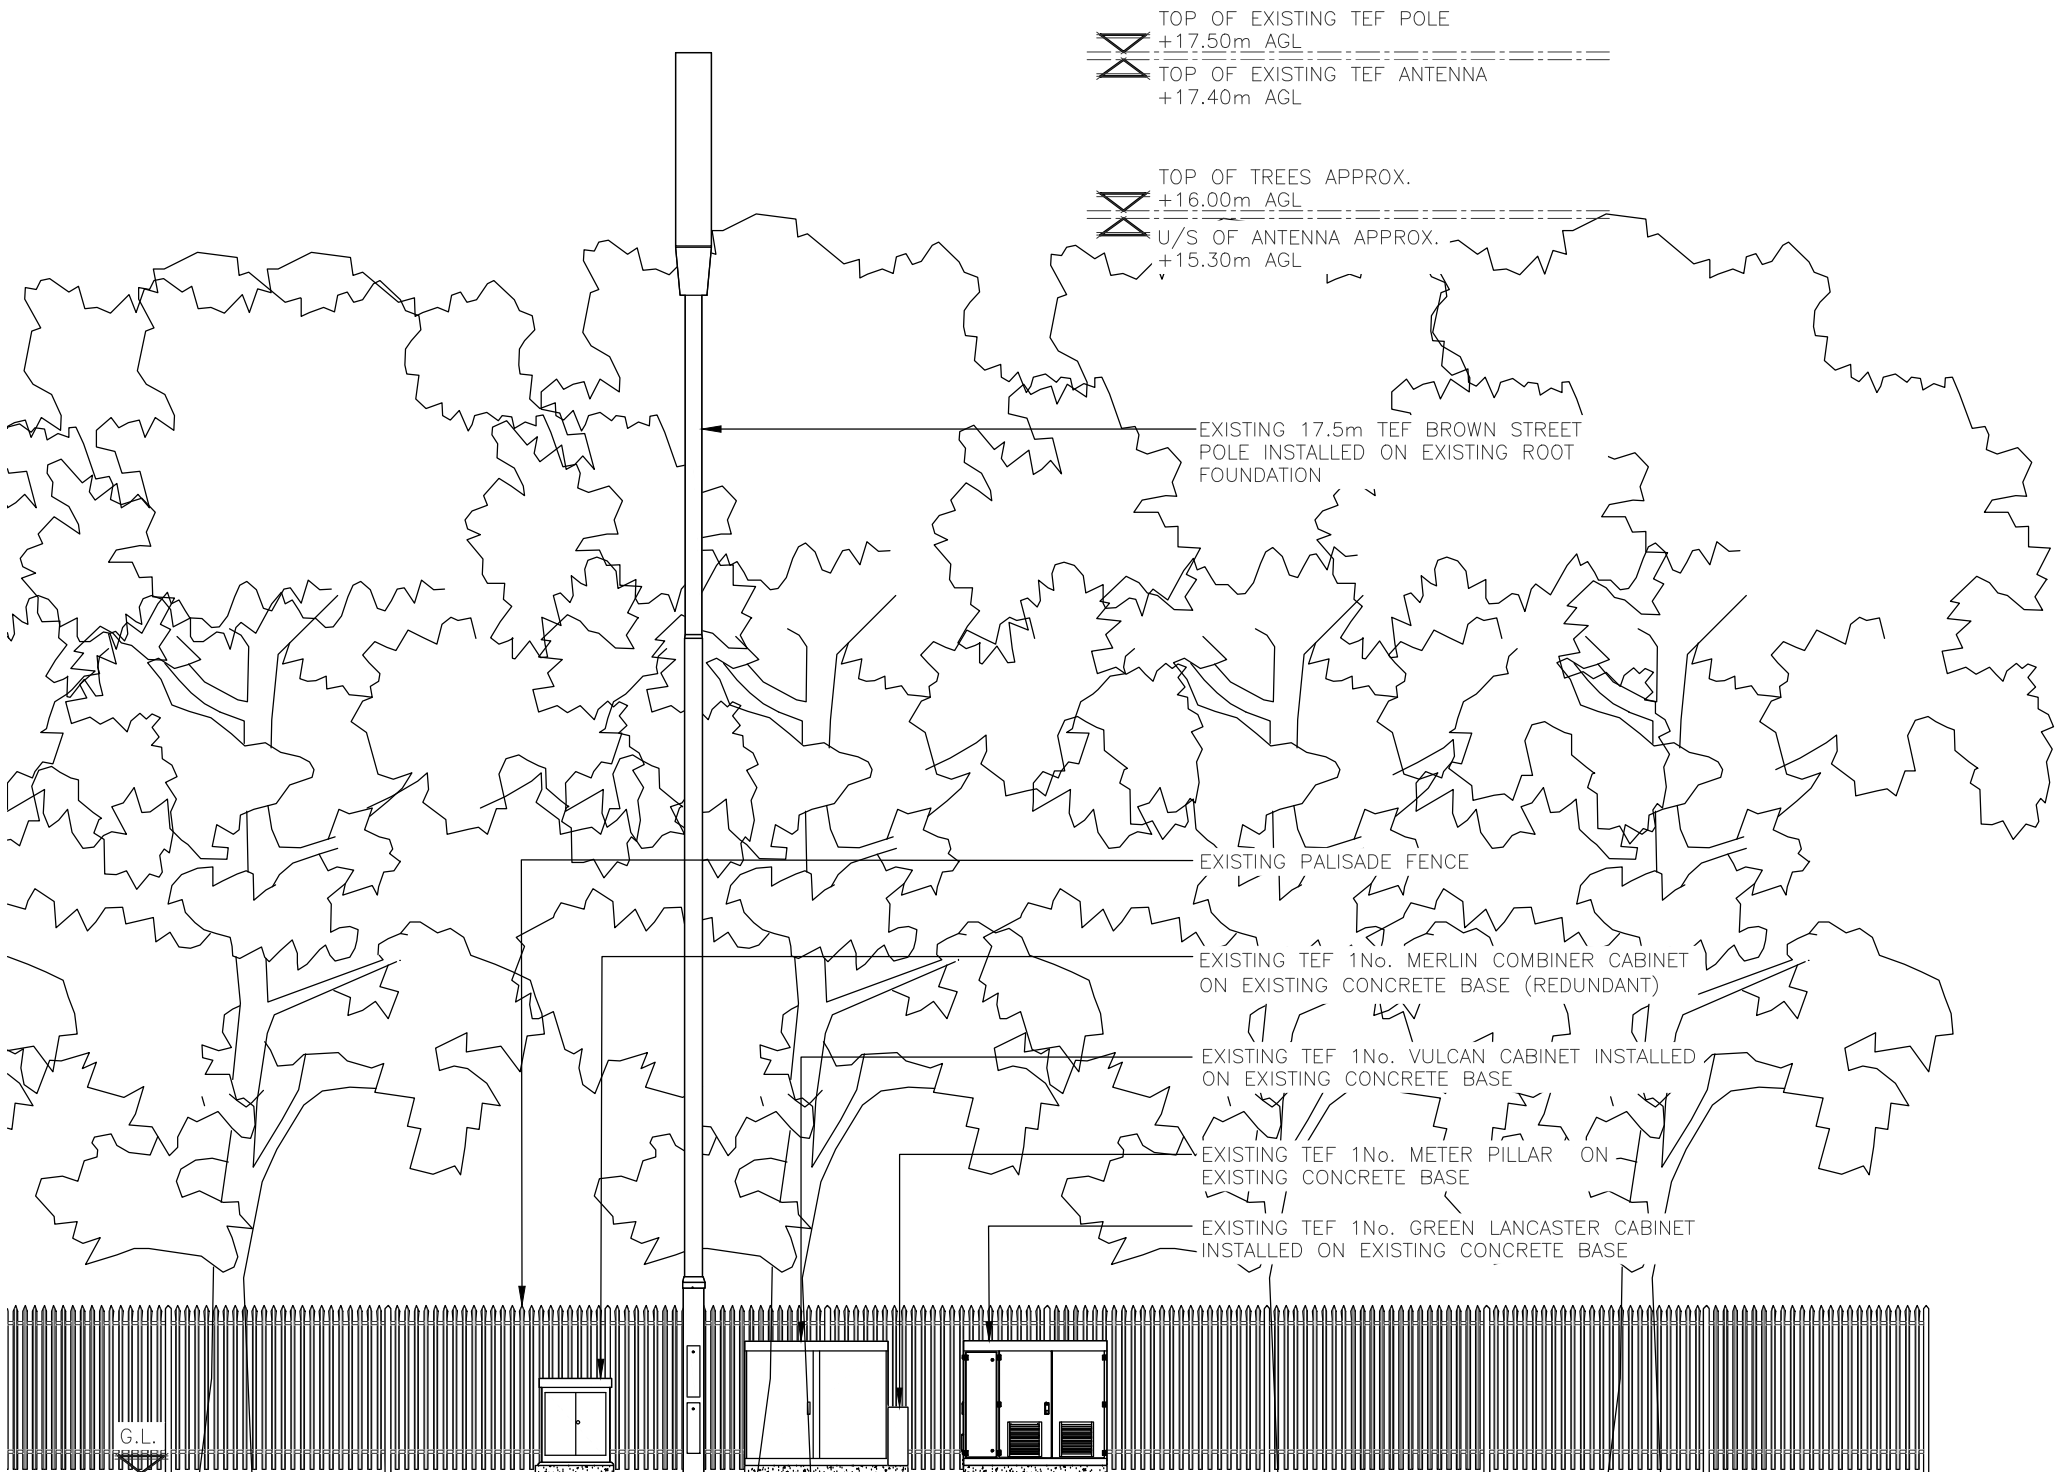 TOP OF EXISTING TEF POLE
+17.50m AGL
TOP OF EXISTING TEF ANTENNA
+17.40m AGL
TOP OF TREES APPROX.
+16.00m AGL
U/S OF ANTENNA APPROX.
+15.30m AGL
EXISTING 17.5m TEF BROWN STREET
POLE INSTALLED ON EXISTING ROOT
FOUNDATION
EXISTING PALISADE FENCE
EXISTING TEF 1No. MERLIN COMBINER CABINET
ON EXISTING CONCRETE BASE (REDUNDANT)
EXISTING TEF 1No. VULCAN CABINET INSTALLED
ON EXISTING CONCRETE BASE
EXISTING TEF 1No. METER PILLAR ON
EXISTING CONCRETE BASE
EXISTING TEF 1No. GREEN LANCASTER CABINET
INSTALLED ON EXISTING CONCRETE BASE
G.L.